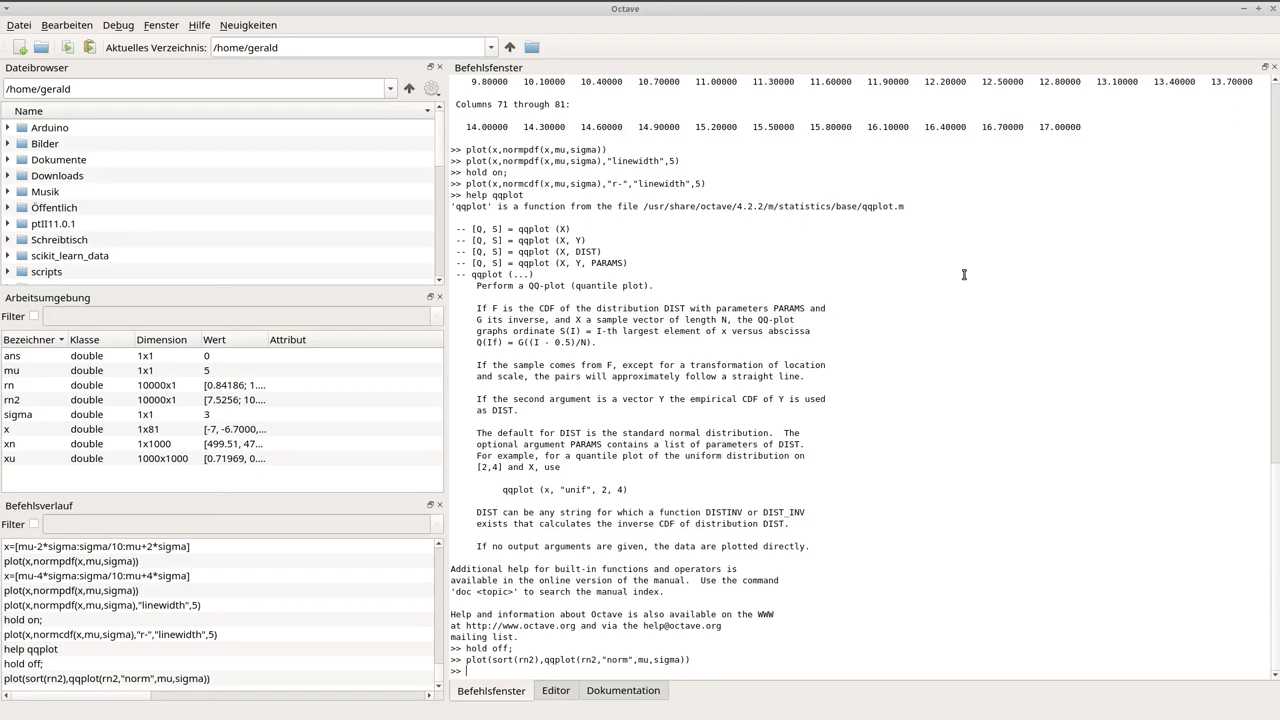 Octave
Datei Bearbeiten Debug Fenster Hilfe Neuigkeiten
Aktuelles Verzeichnis: /home/gerald
Dateibrowser
/home/gerald
Name
Arduino
Bilder
Dokumente
Downloads
Musik
Öffentlich
ptII11.0.1
Schreibtisch
scikit_learn_data
scripts
Arbeitsumgebung
Filter
Bezeichner Klasse Dimension Wert Attribut
ans double 1x1 0
mu double 1x1 5
rn double 10000x1 [0.84186; 1....
rn2 double 10000x1 [7.5256; 10....
sigma double 1x1 3
x double 1x81 [-7, -6.7000,...
xn double 1x1000 [499.51, 47...
xu double 1000x1000 [0.71969, 0....
Befehlsverlauf
Filter
x=[mu-2*sigma:sigma/10:mu+2*sigma]
plot(x,normpdf(x,mu,sigma))
x=[mu-4*sigma:sigma/10:mu+4*sigma]
plot(x,normpdf(x,mu,sigma))
plot(x,normpdf(x,mu,sigma),"linewidth",5)
hold on;
plot(x,normcdf(x,mu,sigma),"r-","linewidth",5)
help qqplot
hold off;
plot(sort(rn2),qqplot(rn2,"norm",mu,sigma))
Befehlsfenster
9.80000 10.10000 10.40000 10.70000 11.00000 11.30000 11.60000 11.90000 12.20000 12.50000 12.80000 13.10000 13.40000 13.70000
Columns 71 through 81:
14.00000 14.30000 14.60000 14.90000 15.20000 15.50000 15.80000 16.10000 16.40000 16.70000 17.00000
>> plot(x,normpdf(x,mu,sigma))
>> plot(x,normpdf(x,mu,sigma),"linewidth",5)
>> hold on;
>> plot(x,normcdf(x,mu,sigma),"r-","linewidth",5)
>> help qqplot
'qqplot' is a function from the file /usr/share/octave/4.2.2/m/statistics/base/qqplot.m
-- [Q, S] = qqplot (X)
-- [Q, S] = qqplot (X, Y)
-- [Q, S] = qqplot (X, DIST)
-- [Q, S] = qqplot (X, Y, PARAMS)
-- qqplot (...)
Perform a QQ-plot (quantile plot).
If F is the CDF of the distribution DIST with parameters PARAMS and
G its inverse, and X a sample vector of length N, the QQ-plot
graphs ordinate S(I) = I-th largest element of x versus abscissa
Q(If) = G((I - 0.5)/N).
If the sample comes from F, except for a transformation of location
and scale, the pairs will approximately follow a straight line.
If the second argument is a vector Y the empirical CDF of Y is used
as DIST.
The default for DIST is the standard normal distribution. The
optional argument PARAMS contains a list of parameters of DIST.
For example, for a quantile plot of the uniform distribution on
[2,4] and X, use
qqplot (x, "unif", 2, 4)
DIST can be any string for which a function DISTINV or DIST_INV
exists that calculates the inverse CDF of distribution DIST.
If no output arguments are given, the data are plotted directly.
Additional help for built-in functions and operators is
available in the online version of the manual. Use the command
'doc <topic>' to search the manual index.
Help and information about Octave is also available on the WWW
at http://www.octave.org and via the help@octave.org
mailing list.
>> hold off;
>> plot(sort(rn2),qqplot(rn2,"norm",mu,sigma))
>>
Befehlsfenster Editor Dokumentation